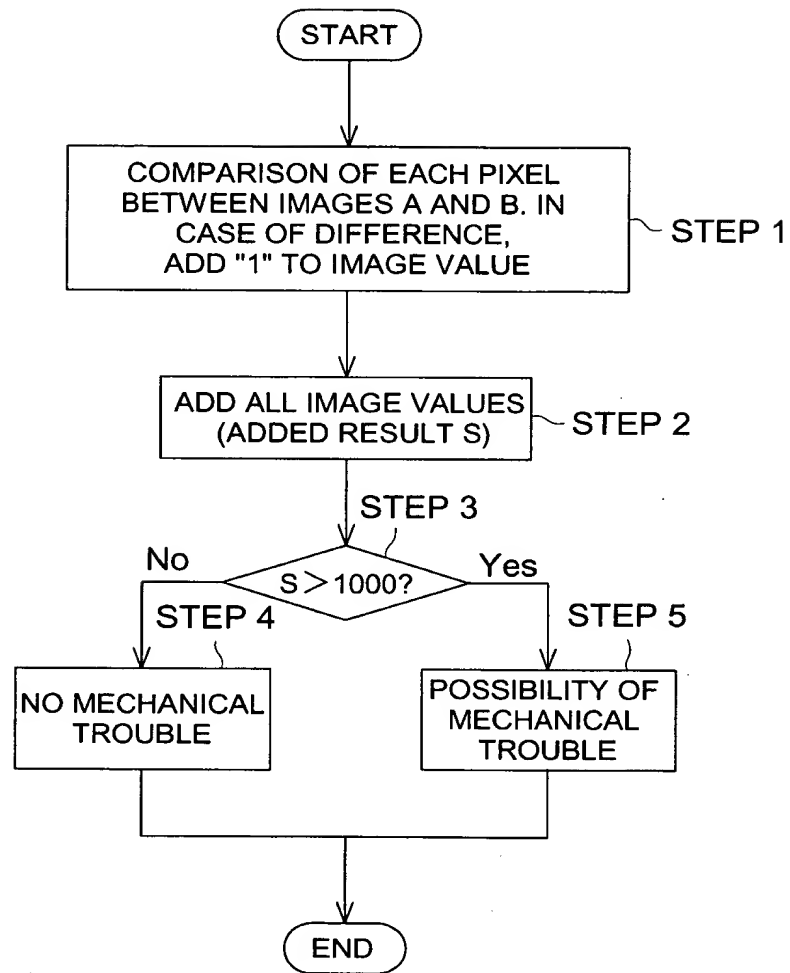 START
COMPARISON OF EACH PIXEL
BETWEEN IMAGES A AND B. IN
CASE OF DIFFERENCE,
ADD "1" TO IMAGE VALUE
STEP 1
ADD ALL IMAGE VALUES
(ADDED RESULT S)
STEP 2
STEP 3
No
S > 1000?
Yes
STEP 4
STEP 5
NO MECHANICAL
TROUBLE
POSSIBILITY OF
MECHANICAL
TROUBLE
END